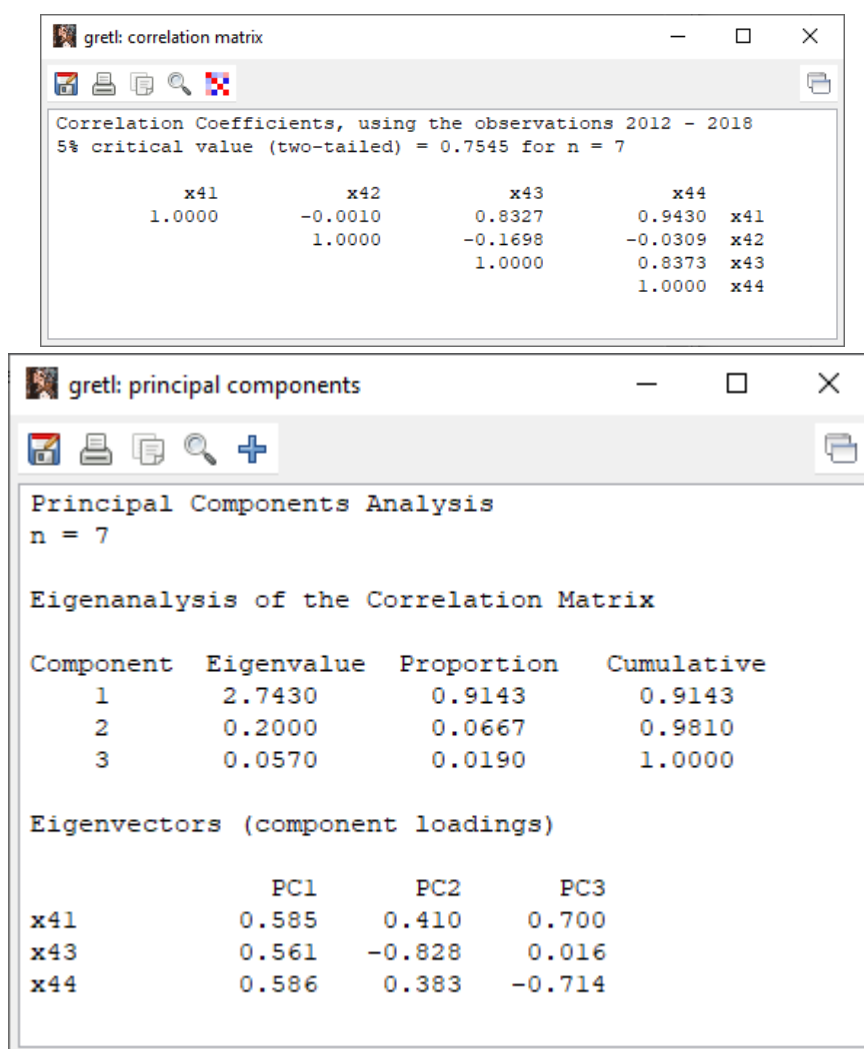 gretl: correlation matrix
Correlation Coefficients, using the observations 2012 - 2018
5% critical value (two-tailed) = 0.7545 for n = 7
x41 x42 x43 x44
1.0000 -0.0010 0.8327 0.9430 x41
1.0000 -0.1698 -0.0309 x42
1.0000 0.8373 x43
1.0000 x44
gretl: principal components
Principal Components Analysis
n = 7
Eigenanalysis of the Correlation Matrix
Component Eigenvalue Proportion Cumulative
1 2.7430 0.9143 0.9143
2 0.2000 0.0667 0.9810
3 0.0570 0.0190 1.0000
Eigenvectors (component loadings)
PC1 PC2 PC3
x41 0.585 0.410 0.700
x43 0.561 -0.828 0.016
x44 0.586 0.383 -0.714